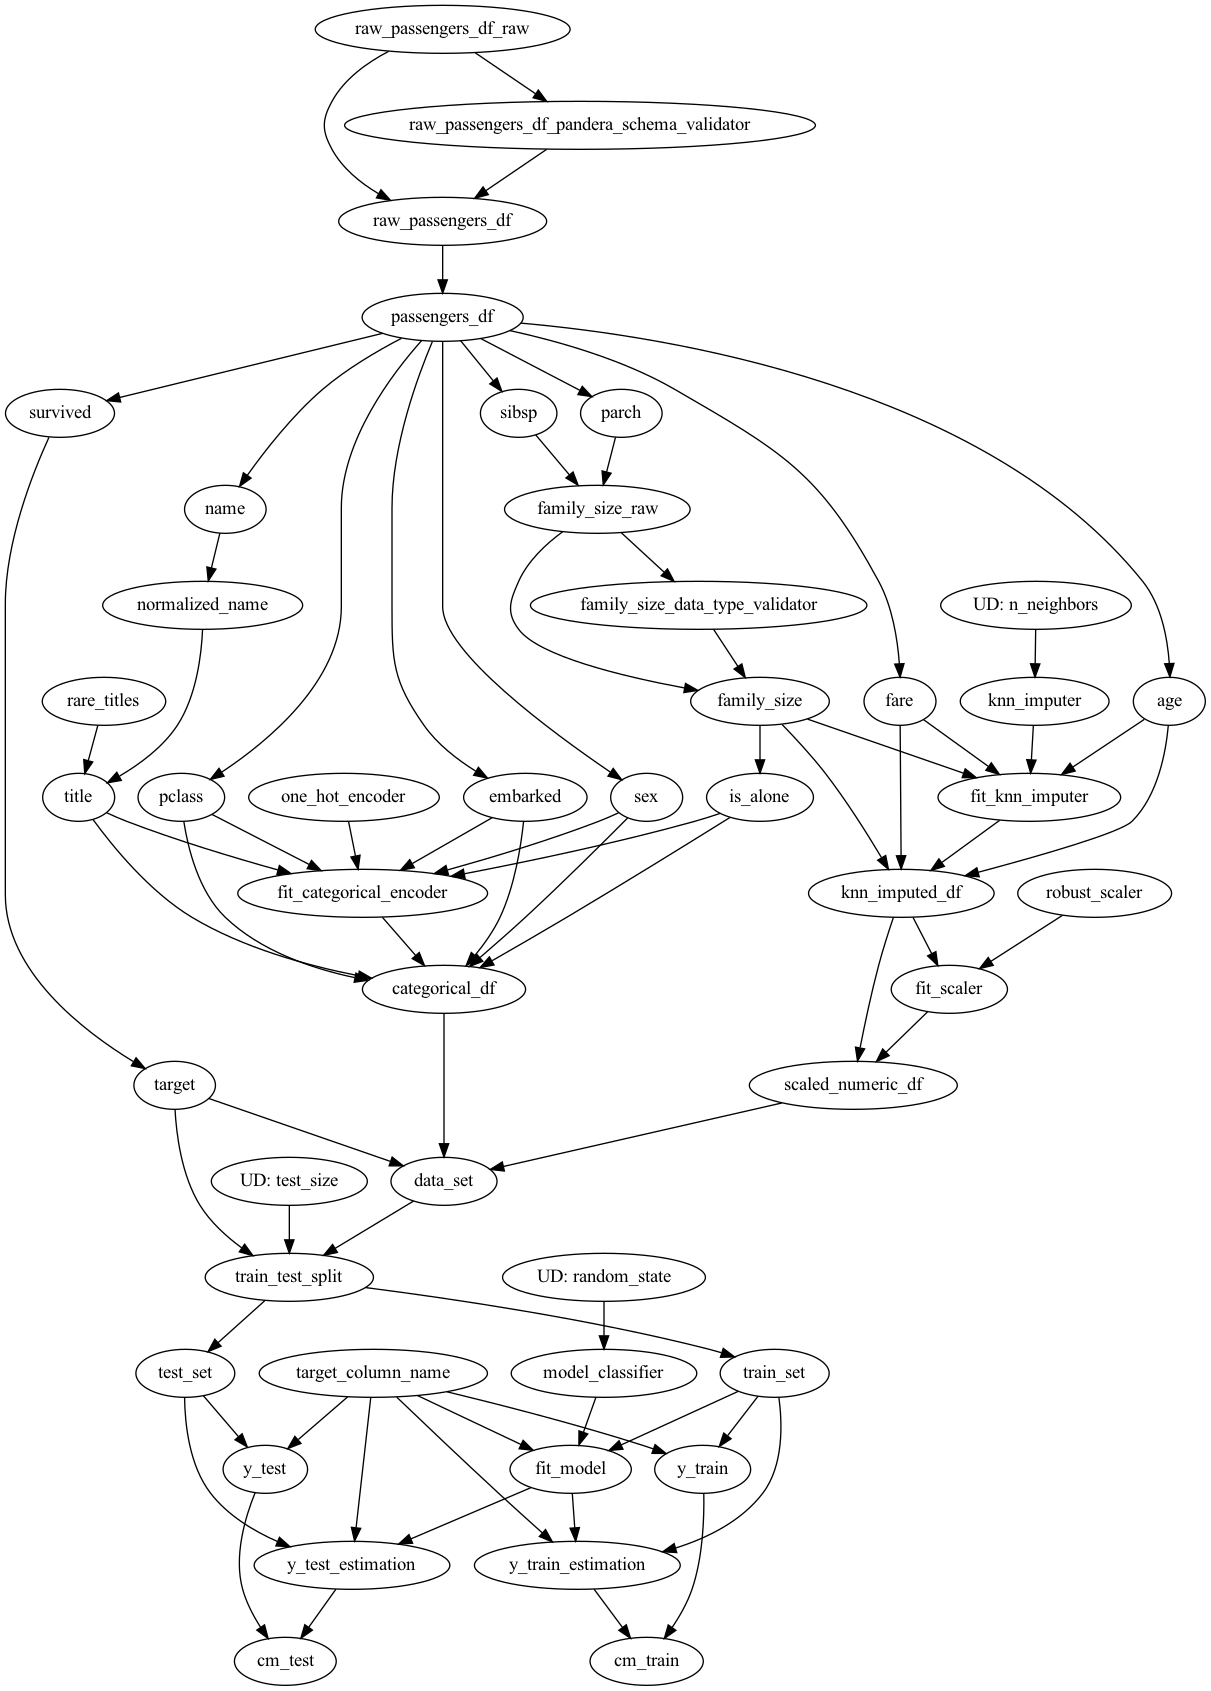 raw_passengers_df_raw
raw_passengers_df_pandera_schema_validator
raw_passengers_df
passengers_df
survived
sibsp
parch
name
family_size_raw
normalized_name
family_size_data_type_validator
UD: n_neighbors
rare_titles
family_size
fare
knn_imputer
age
title
pclass
one_hot_encoder
embarked
sex
is_alone
fit_knn_imputer
fit_categorical_encoder
knn_imputed_df
robust_scaler
categorical_df
fit_scaler
target
scaled_numeric_df
UD: test_size
data_set
train_test_split
UD: random_state
test_set
target_column_name
model_classifier
train_set
y_test
fit_model
y_train
y_test_estimation
y_train_estimation
cm_test
cm_train